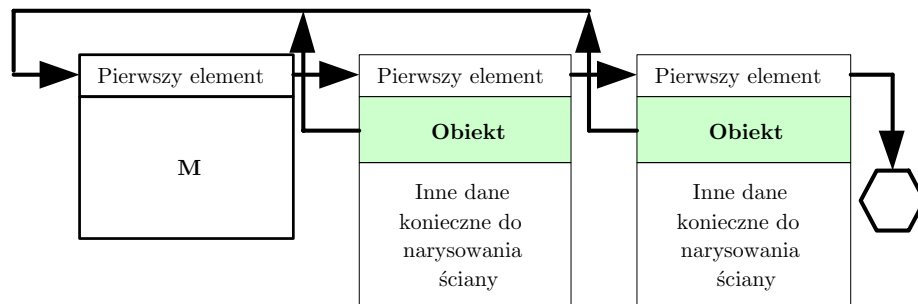 Pierwszy element
M
Pierwszy element
Obiekt
Inne dane
konieczne do
narysowania
ściany
Pierwszy element
Obiekt
Inne dane
konieczne do
narysowania
ściany